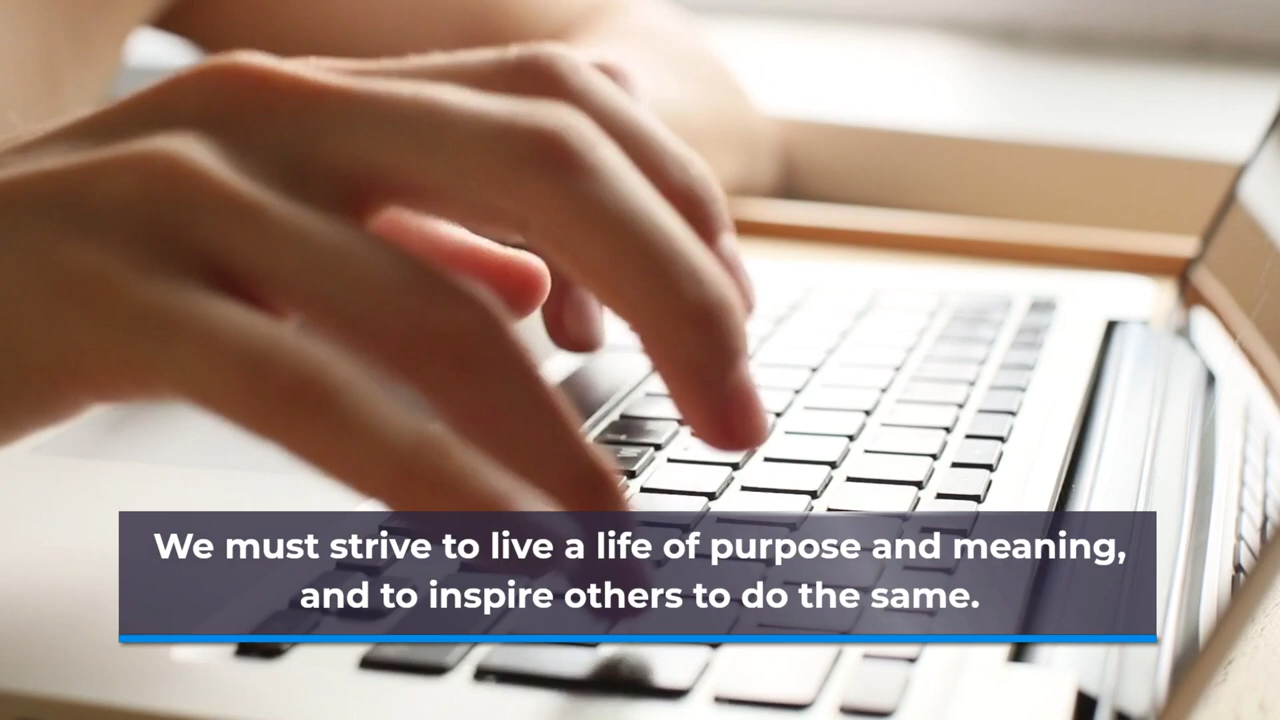 We must strive to live a life of purpose and meaning,
and to inspire others to do the same.